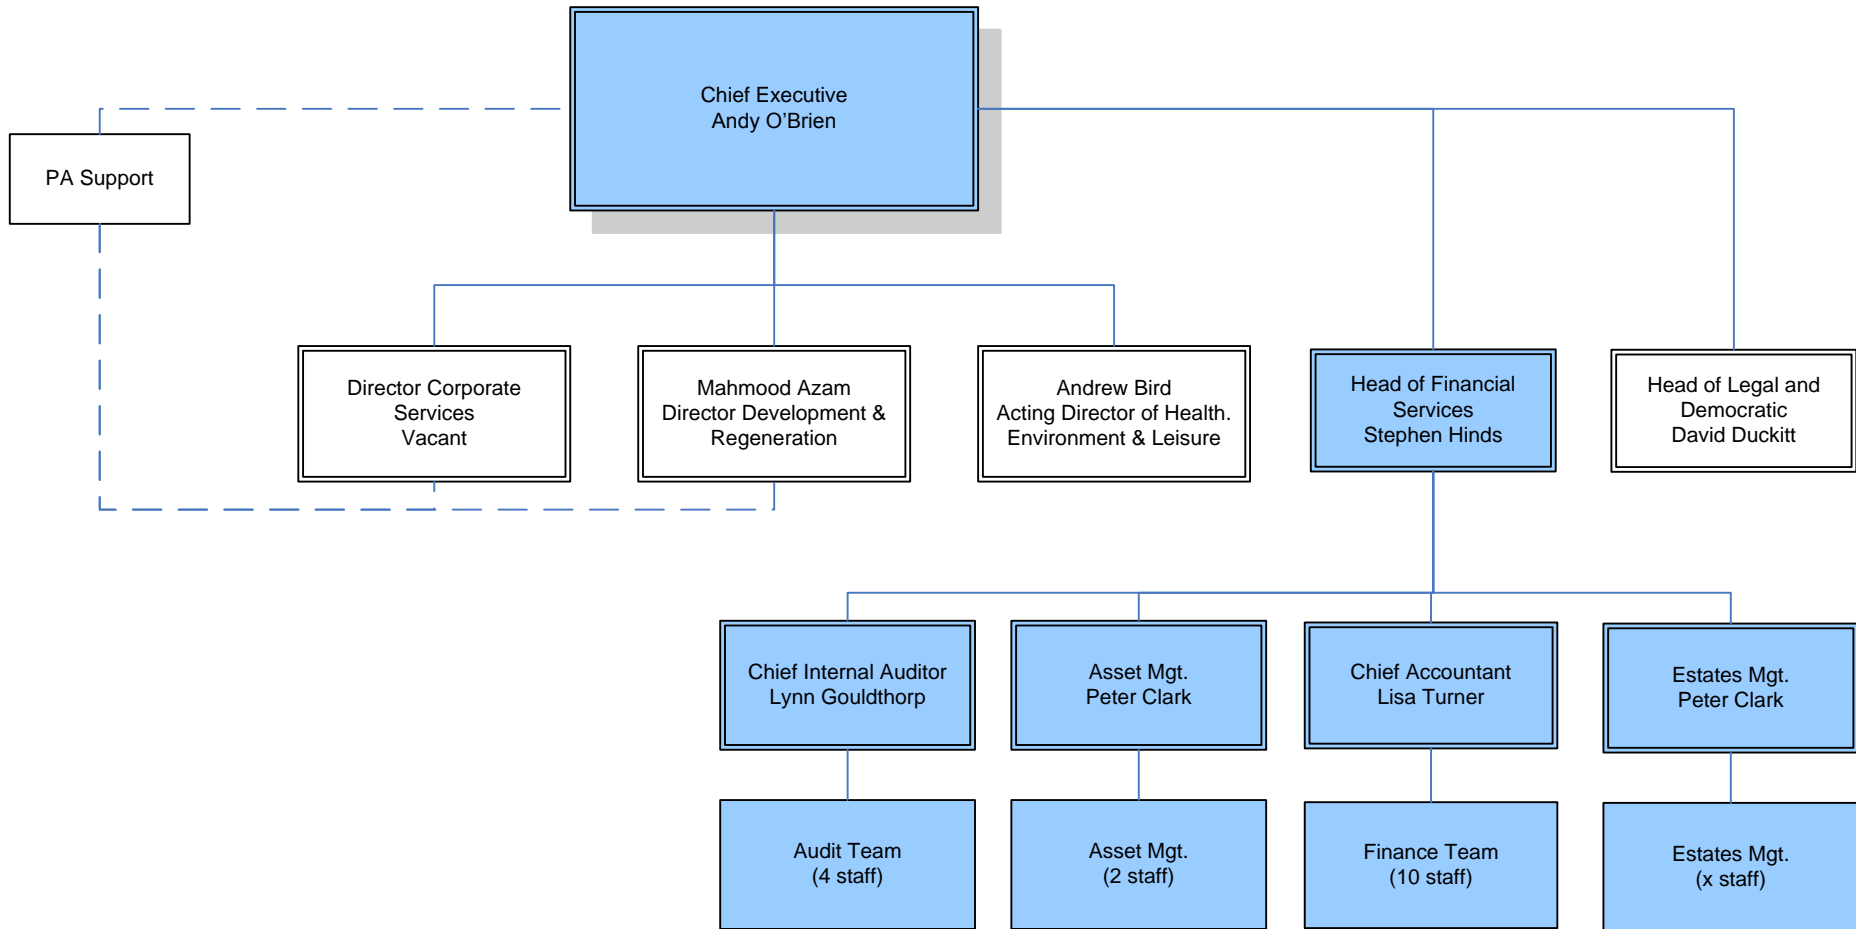 Chief Executive
Andy O’Brien
PA Support
Director Corporate
Services
Vacant
Mahmood Azam
Director Development &
Regeneration
Andrew Bird
Acting Director of Health.
Environment & Leisure
Head of Financial
Services
Stephen Hinds
Head of Legal and
Democratic
David Duckitt
Chief Internal Auditor
Lynn Gouldthorp
Asset Mgt.
Peter Clark
Chief Accountant
Lisa Turner
Estates Mgt.
Peter Clark
Audit Team
(4 staff)
Asset Mgt.
(2 staff)
Finance Team
(10 staff)
Estates Mgt.
(x staff)